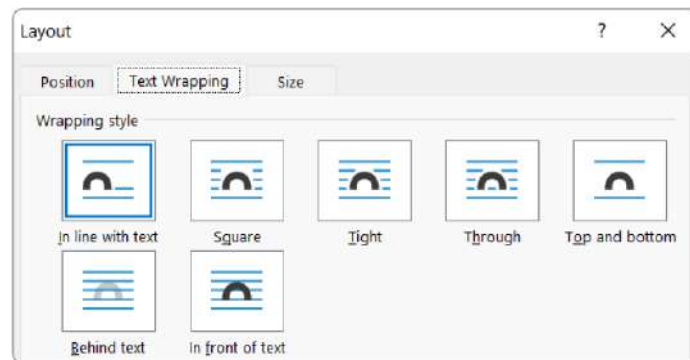 Layout ? ✕
Position Text Wrapping Size
Wrapping style
In line with text Square Tight Through Top and bottom
Behind text In front of text